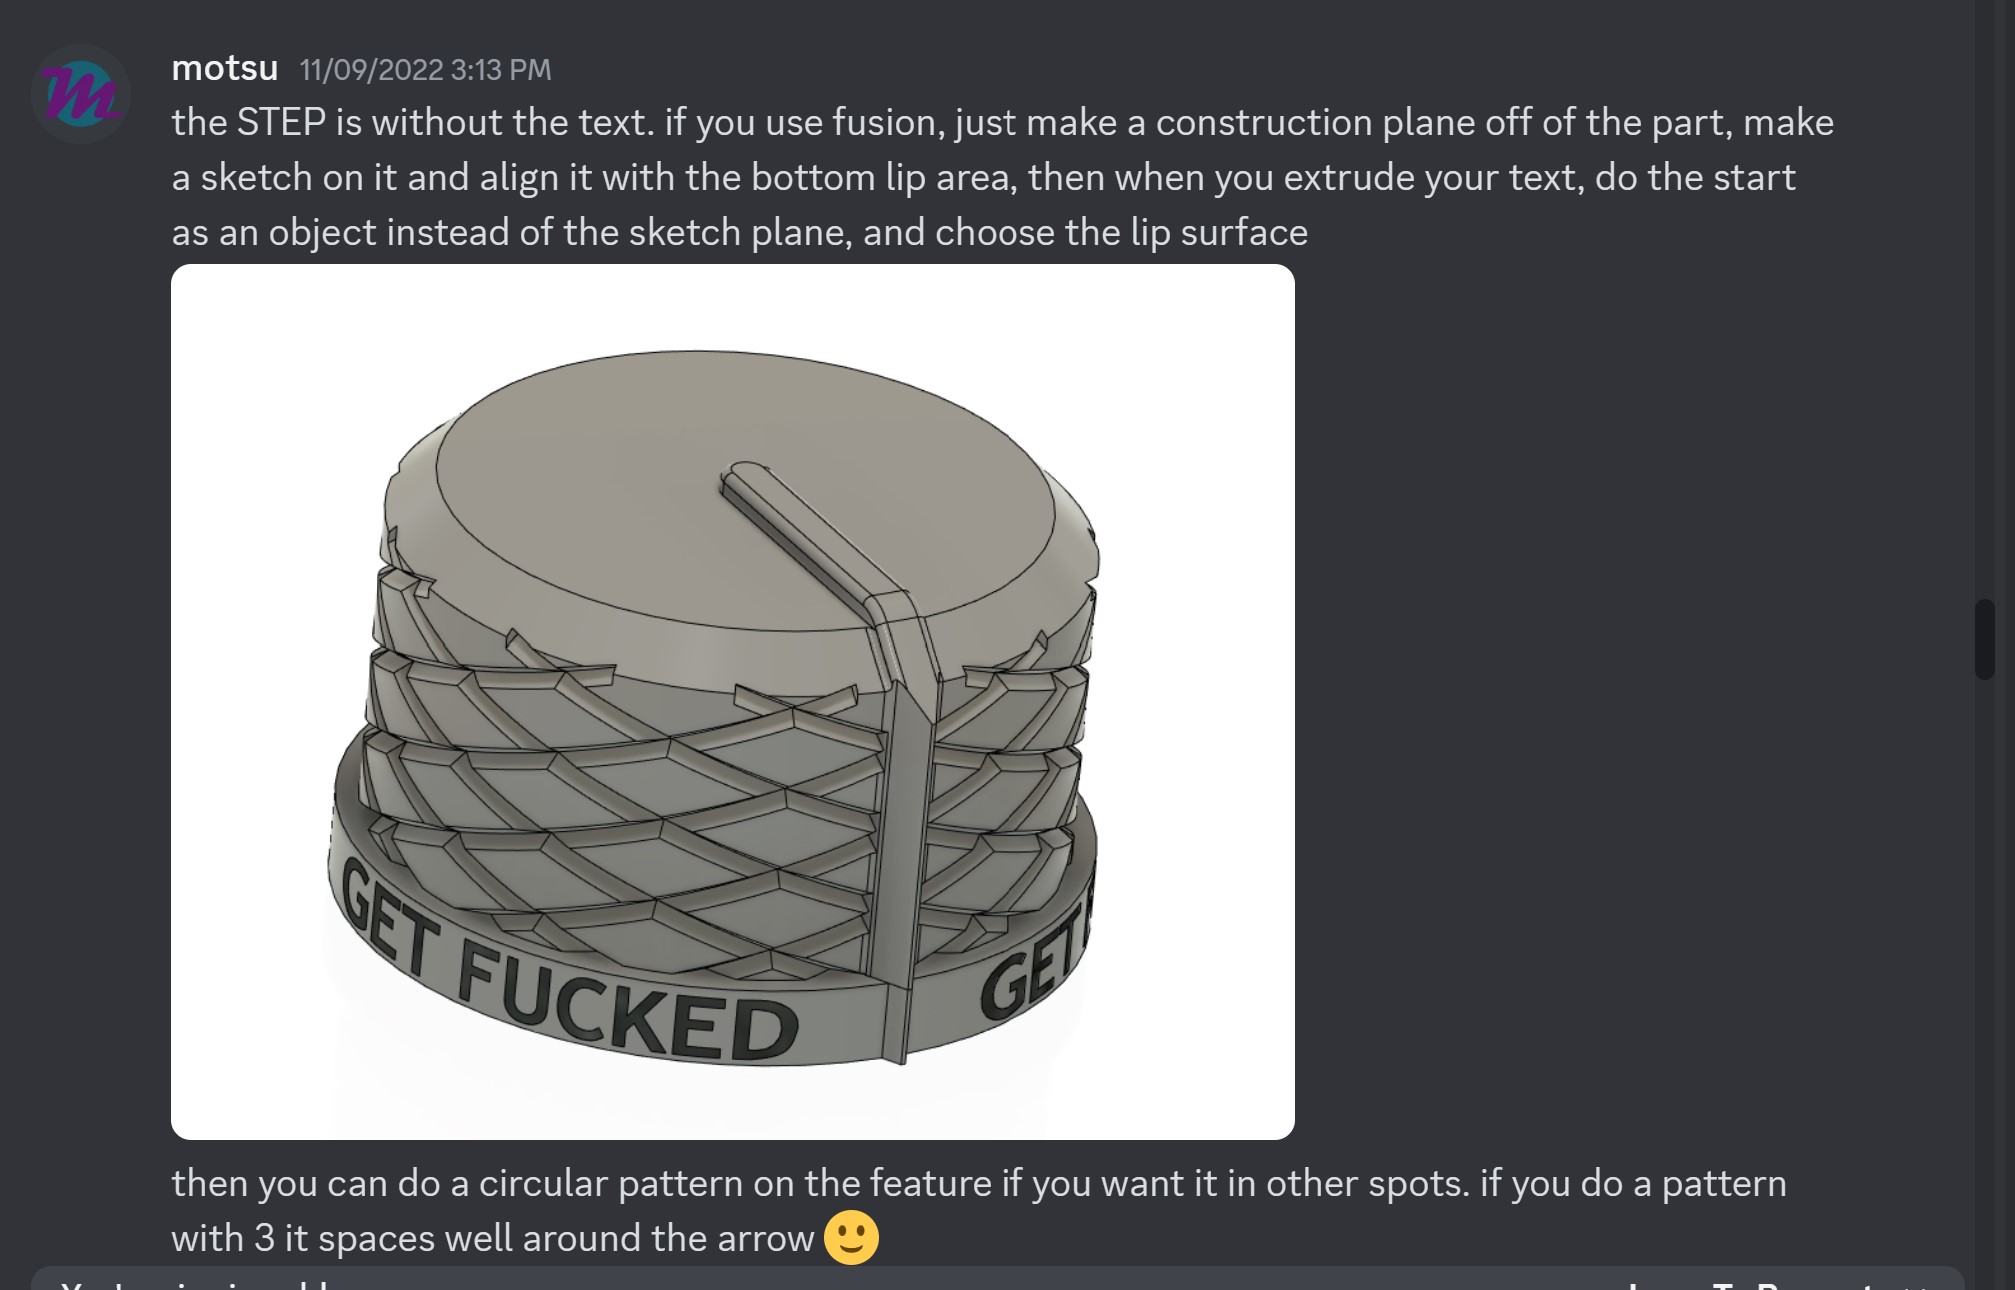 motsu 11/09/2022 3:13 PM
the STEP is without the text. if you use fusion, just make a construction plane off of the part, make
a sketch on it and align it with the bottom lip area, then when you extrude your text, do the start
as an object instead of the sketch plane, and choose the lip surface
GET FUCKED
GET
then you can do a circular pattern on the feature if you want it in other spots. if you do a pattern
with 3 it spaces well around the arrow 🙂